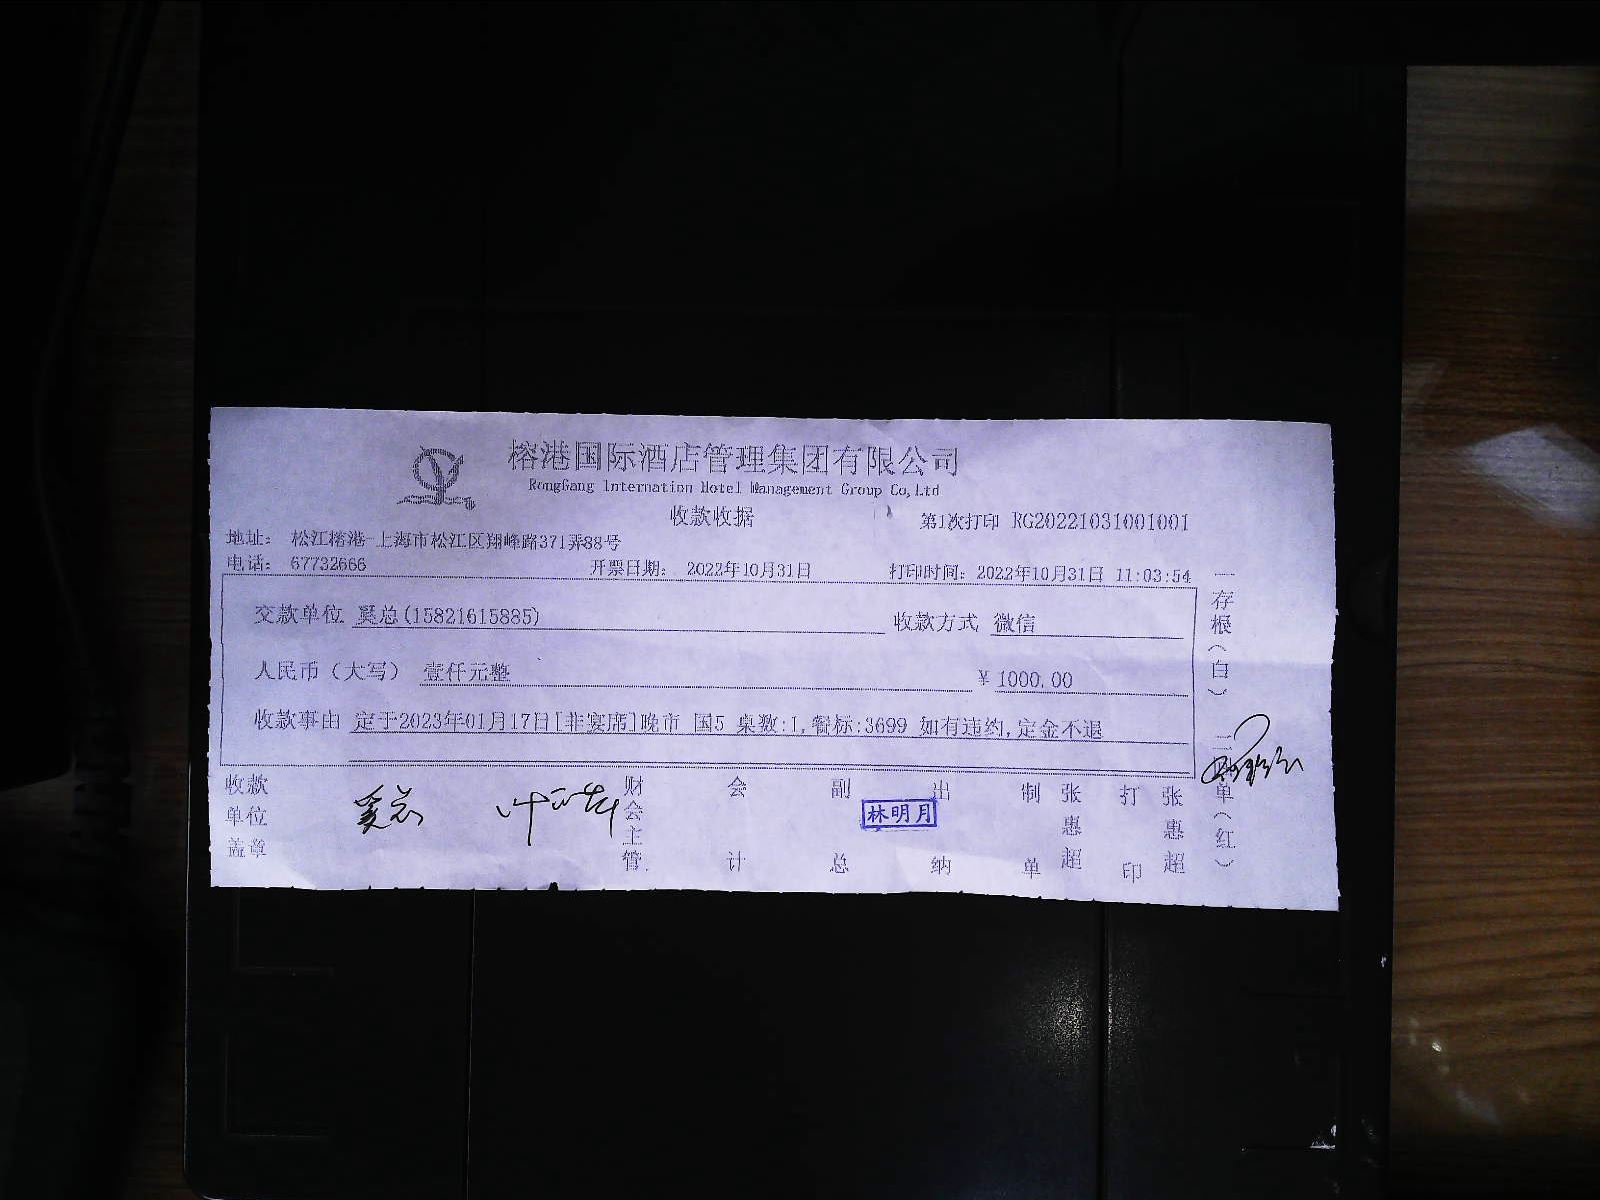 榕港国际酒店管理集团有限公司
RongGang Internation Hotel Management Group Co,Ltd
收款收据
第1次打印 RG20221031001001
地址： 松江榕港-上海市松江区翔峰路371弄88号
电话： 67732666 开票日期： 2022年10月31日 打印时间：2022年10月31日 11:03:54
交款单位 奚总(15821615885) 收款方式 微信
人民币（大写） 壹仟元整 ¥ 1000.00
收款事由 定于2023年01月17日[非宴席]晚市 国5 桌数:1,餐标:3699 如有违约,定金不退
收款单位盖章
奚总
财会主管
会计
副总
出纳
林明月
制单 张惠超
打印 张惠超
一存根（白）
二 单（红）